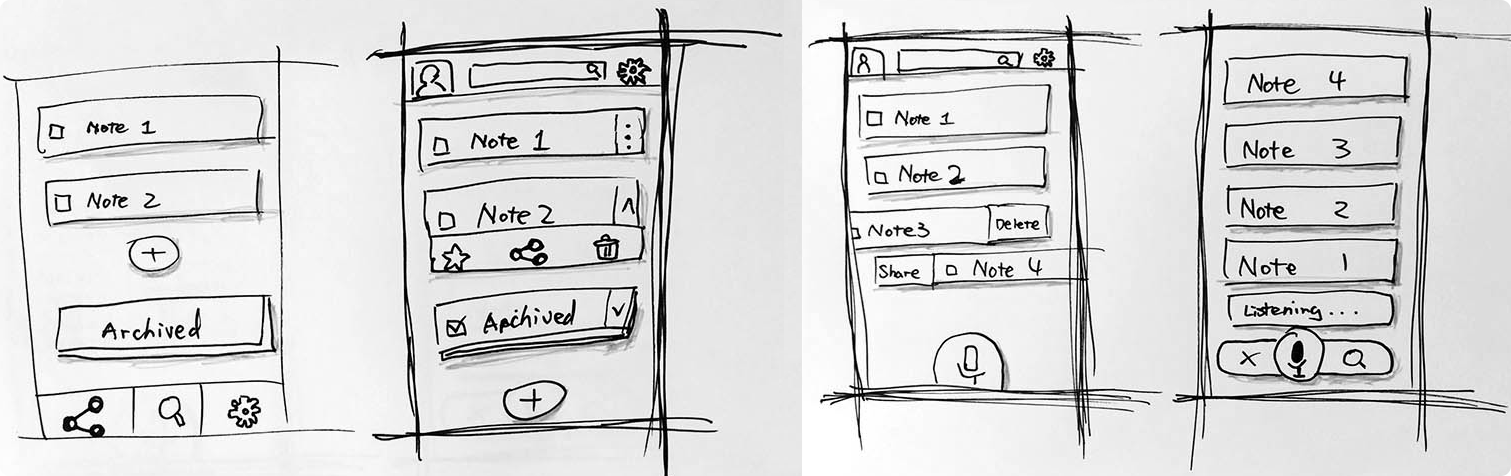 Note 1
Note 2
Archived
Note 1
Note 2
Archived
Note 1
Note 2
Note3
Delete
Share
Note 4
Note 4
Note 3
Note 2
Note 1
Listening...